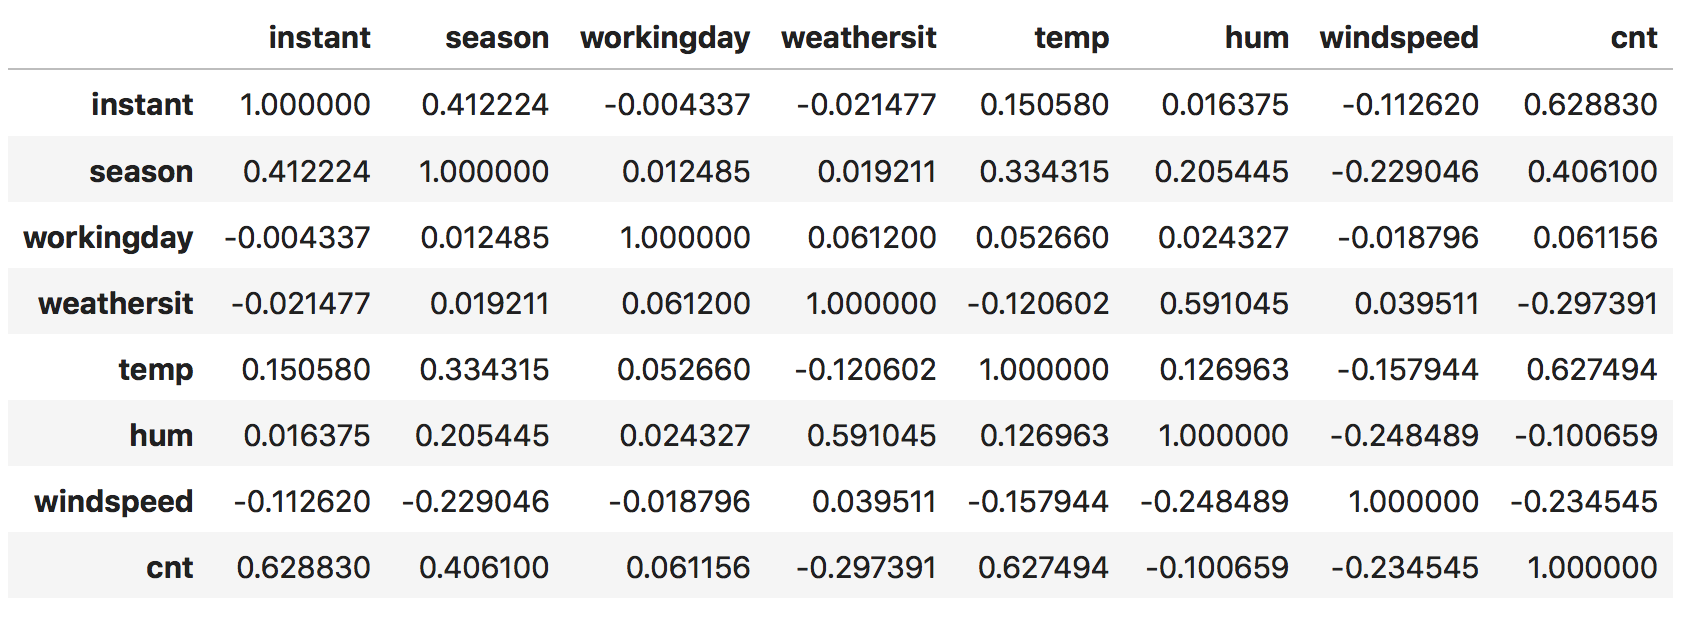 instant season workingday weathersit temp hum windspeed cnt
instant 1.000000 0.412224 -0.004337 -0.021477 0.150580 0.016375 -0.112620 0.628830
season 0.412224 1.000000 0.012485 0.019211 0.334315 0.205445 -0.229046 0.406100
workingday -0.004337 0.012485 1.000000 0.061200 0.052660 0.024327 -0.018796 0.061156
weathersit -0.021477 0.019211 0.061200 1.000000 -0.120602 0.591045 0.039511 -0.297391
temp 0.150580 0.334315 0.052660 -0.120602 1.000000 0.126963 -0.157944 0.627494
hum 0.016375 0.205445 0.024327 0.591045 0.126963 1.000000 -0.248489 -0.100659
windspeed -0.112620 -0.229046 -0.018796 0.039511 -0.157944 -0.248489 1.000000 -0.234545
cnt 0.628830 0.406100 0.061156 -0.297391 0.627494 -0.100659 -0.234545 1.000000